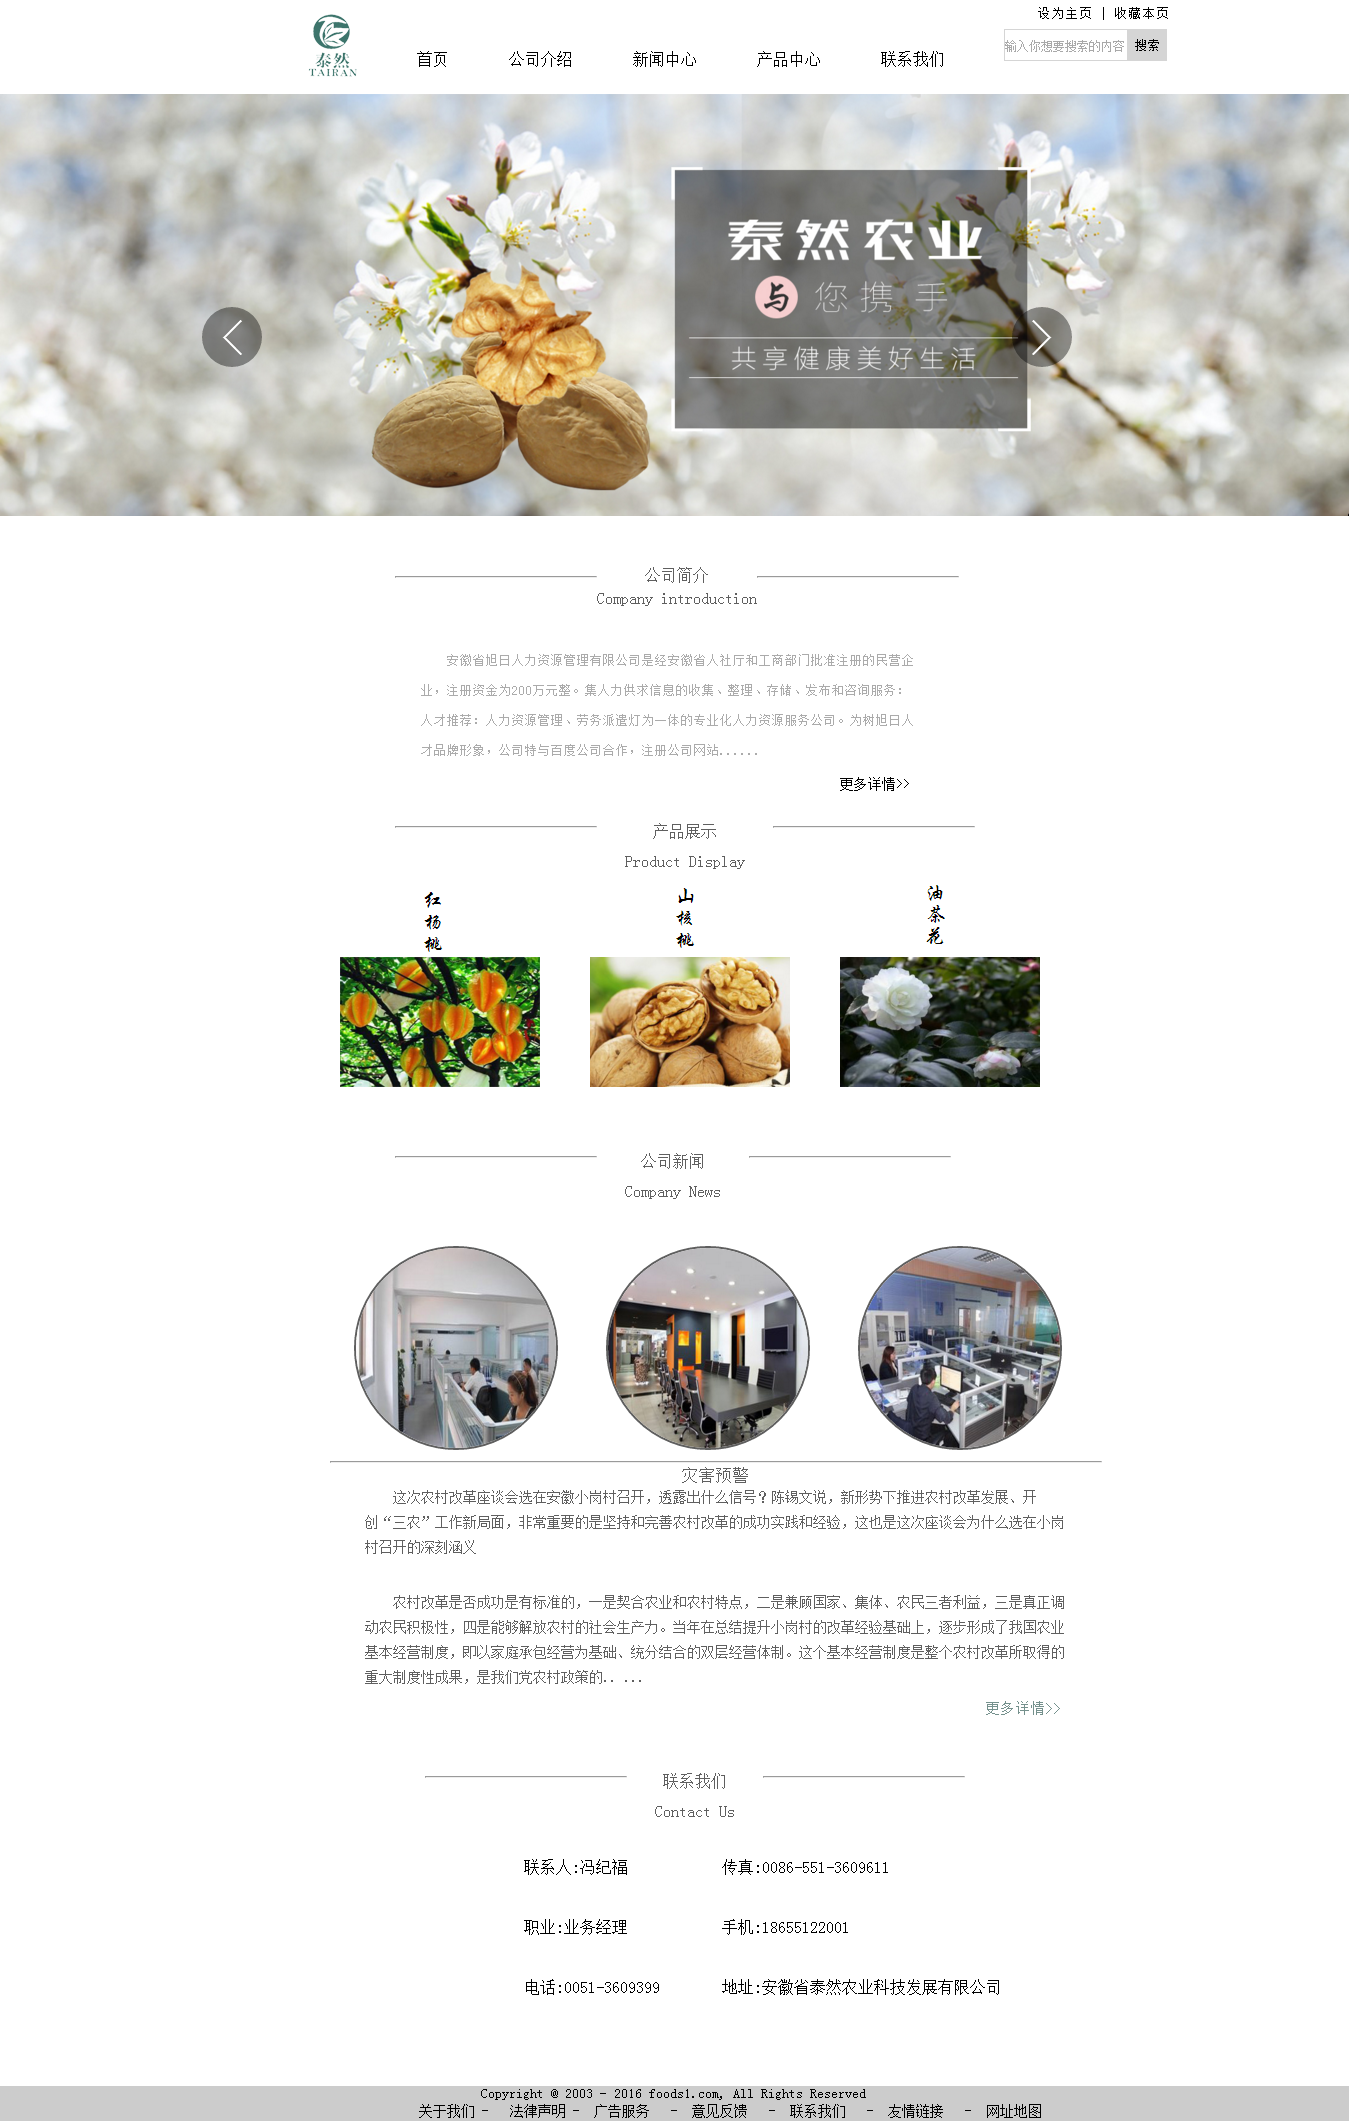 设为主页 | 收藏本页
泰然
TAIRAN
首页 公司介绍 新闻中心 产品中心 联系我们
输入你想要搜索的内容 搜索
泰然农业
与 您携手
共享健康美好生活
公司简介
Company introduction
安徽省旭日人力资源管理有限公司是经安徽省人社厅和工商部门批准注册的民营企
业，注册资金为200万元整。集人力供求信息的收集、整理、存储、发布和咨询服务：
人才推荐：人力资源管理、劳务派遣灯为一体的专业化人力资源服务公司。为树旭日人
才品牌形象，公司特与百度公司合作，注册公司网站......
更多详情>>
产品展示
Product Display
红杨桃
山核桃
油茶花
公司新闻
Company News
灾害预警
这次农村改革座谈会选在安徽小岗村召开，透露出什么信号？陈锡文说，新形势下推进农村改革发展、开
创“三农”工作新局面，非常重要的是坚持和完善农村改革的成功实践和经验，这也是这次座谈会为什么选在小岗
村召开的深刻涵义
农村改革是否成功是有标准的，一是契合农业和农村特点，二是兼顾国家、集体、农民三者利益，三是真正调
动农民积极性，四是能够解放农村的社会生产力。当年在总结提升小岗村的改革经验基础上，逐步形成了我国农业
基本经营制度，即以家庭承包经营为基础、统分结合的双层经营体制。这个基本经营制度是整个农村改革所取得的
重大制度性成果，是我们党农村政策的.. ...
更多详情>>
联系我们
Contact Us
联系人:冯纪福 传真:0086-551-3609611
职业:业务经理 手机:18655122001
电话:0051-3609399 地址:安徽省泰然农业科技发展有限公司
Copyright @ 2003 - 2016 foods1.com, All Rights Reserved
关于我们 - 法律声明 - 广告服务 - 意见反馈 - 联系我们 - 友情链接 - 网址地图